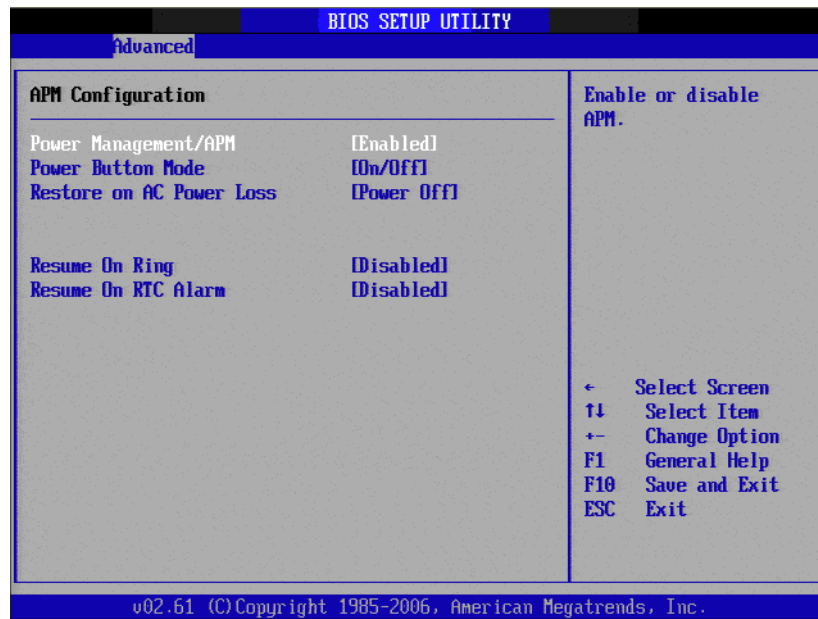 BIOS SETUP UTILITY
Advanced
APM Configuration
Power Management/APM [Enabled]
Power Button Mode [On/Off]
Restore on AC Power Loss [Power Off]
Resume On Ring [Disabled]
Resume On RTC Alarm [Disabled]
Enable or disable
APM.
← Select Screen
↑↓ Select Item
+- Change Option
F1 General Help
F10 Save and Exit
ESC Exit
v02.61 (C)Copyright 1985-2006, American Megatrends, Inc.